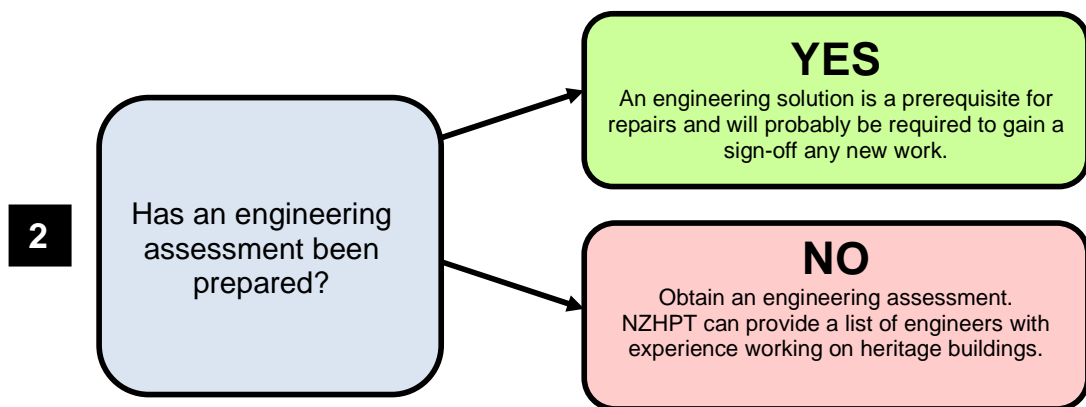 2
Has an engineering
assessment been
prepared?
YES
An engineering solution is a prerequisite for
repairs and will probably be required to gain a
sign-off any new work.
NO
Obtain an engineering assessment.
NZHPT can provide a list of engineers with
experience working on heritage buildings.